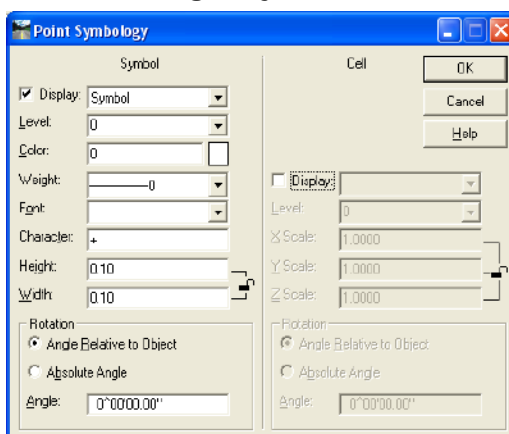 Point Symbology
Symbol
Display: Symbol
Level: 0
Color: 0
Weight: 0
Font:
Character: +
Height: 0.10
Width: 0.10
Rotation
Angle Relative to Object
Absolute Angle
Angle: 0^00'00.00"
Cell
Display:
Level: 0
X Scale: 1.0000
Y Scale: 1.0000
Z Scale: 1.0000
Rotation
Angle Relative to Object
Absolute Angle
Angle: 0^00'00.00"
OK
Cancel
Help